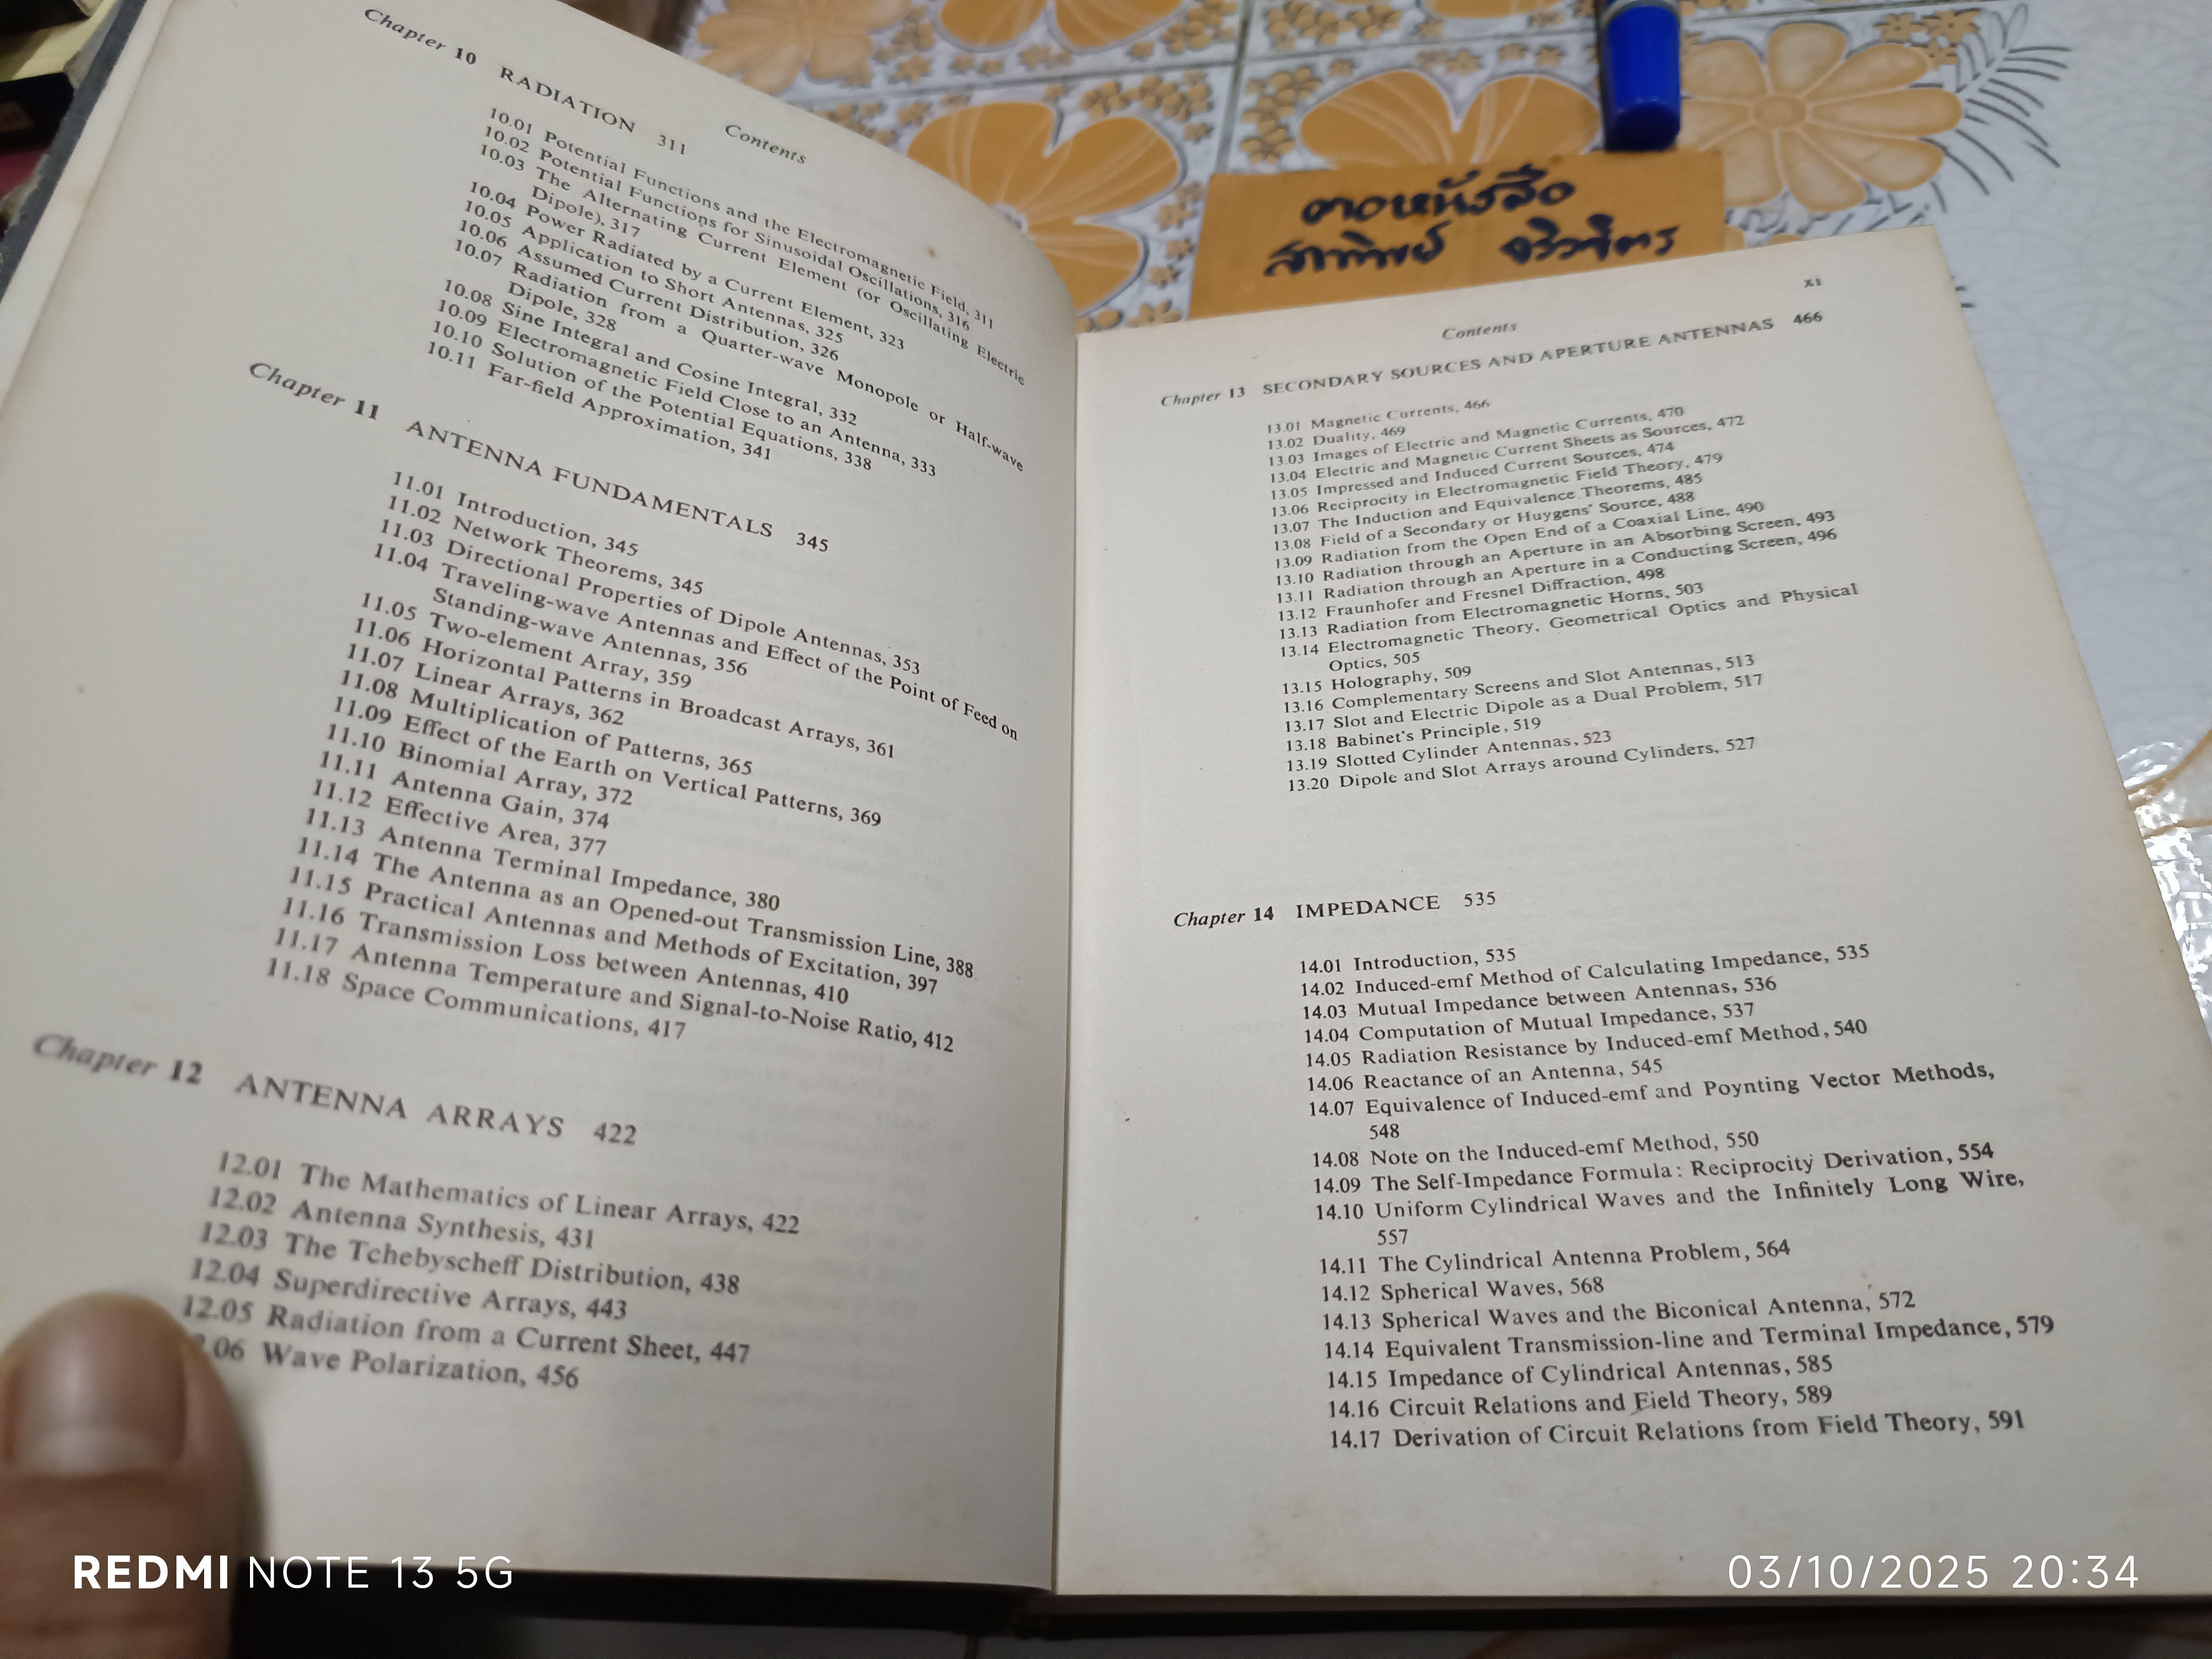 Contents
Chapter 10 RADIATION 311
10.01 Potential Functions and the Electromagnetic Field, 311
10.02 Potential Functions for Sinusoidal Oscillations, 316
10.03 The Alternating Current Element (or Oscillating Electric
Dipole), 317
10.04 Power Radiated by a Current Element, 323
10.05 Application to Short Antennas, 325
10.06 Assumed Current Distribution, 326
10.07 Radiation from a Quarter-wave Monopole or Half-wave
Dipole, 328
10.08 Sine Integral and Cosine Integral, 332
10.09 Electromagnetic Field Close to an Antenna, 333
10.10 Solution of the Potential Equations, 338
10.11 Far-field Approximation, 341
Chapter 11 ANTENNA FUNDAMENTALS 345
11.01 Introduction, 345
11.02 Network Theorems, 345
11.03 Directional Properties of Dipole Antennas, 353
11.04 Traveling-wave Antennas and Effect of the Point of Feed on
Standing-wave Antennas, 356
11.05 Two-element Array, 359
11.06 Horizontal Patterns in Broadcast Arrays, 361
11.07 Linear Arrays, 362
11.08 Multiplication of Patterns, 365
11.09 Effect of the Earth on Vertical Patterns, 369
11.10 Binomial Array, 372
11.11 Antenna Gain, 374
11.12 Effective Area, 377
11.13 Antenna Terminal Impedance, 380
11.14 The Antenna as an Opened-out Transmission Line, 388
11.15 Practical Antennas and Methods of Excitation, 397
11.16 Transmission Loss between Antennas, 410
11.17 Antenna Temperature and Signal-to-Noise Ratio, 412
11.18 Space Communications, 417
Chapter 12 ANTENNA ARRAYS 422
12.01 The Mathematics of Linear Arrays, 422
12.02 Antenna Synthesis, 431
12.03 The Tchebyscheff Distribution, 438
12.04 Superdirective Arrays, 443
12.05 Radiation from a Current Sheet, 447
.06 Wave Polarization, 456
Contents xi
Chapter 13 SECONDARY SOURCES AND APERTURE ANTENNAS 466
13.01 Magnetic Currents, 466
13.02 Duality, 469
13.03 Images of Electric and Magnetic Currents, 470
13.04 Electric and Magnetic Current Sheets as Sources, 472
13.05 Impressed and Induced Current Sources, 474
13.06 Reciprocity in Electromagnetic Field Theory, 479
13.07 The Induction and Equivalence Theorems, 485
13.08 Field of a Secondary or Huygens' Source, 488
13.09 Radiation from the Open End of a Coaxial Line, 490
13.10 Radiation through an Aperture in an Absorbing Screen, 493
13.11 Radiation through an Aperture in a Conducting Screen, 496
13.12 Fraunhofer and Fresnel Diffraction, 498
13.13 Radiation from Electromagnetic Horns, 503
13.14 Electromagnetic Theory, Geometrical Optics and Physical
Optics, 505
13.15 Holography, 509
13.16 Complementary Screens and Slot Antennas, 513
13.17 Slot and Electric Dipole as a Dual Problem, 517
13.18 Babinet's Principle, 519
13.19 Slotted Cylinder Antennas, 523
13.20 Dipole and Slot Arrays around Cylinders, 527
Chapter 14 IMPEDANCE 535
14.01 Introduction, 535
14.02 Induced-emf Method of Calculating Impedance, 535
14.03 Mutual Impedance between Antennas, 536
14.04 Computation of Mutual Impedance, 537
14.05 Radiation Resistance by Induced-emf Method, 540
14.06 Reactance of an Antenna, 545
14.07 Equivalence of Induced-emf and Poynting Vector Methods,
548
14.08 Note on the Induced-emf Method, 550
14.09 The Self-Impedance Formula: Reciprocity Derivation, 554
14.10 Uniform Cylindrical Waves and the Infinitely Long Wire,
557
14.11 The Cylindrical Antenna Problem, 564
14.12 Spherical Waves, 568
14.13 Spherical Waves and the Biconical Antenna, 572
14.14 Equivalent Transmission-line and Terminal Impedance, 579
14.15 Impedance of Cylindrical Antennas, 585
14.16 Circuit Relations and Field Theory, 589
14.17 Derivation of Circuit Relations from Field Theory, 591
REDMI NOTE 13 5G
03/10/2025 20:34